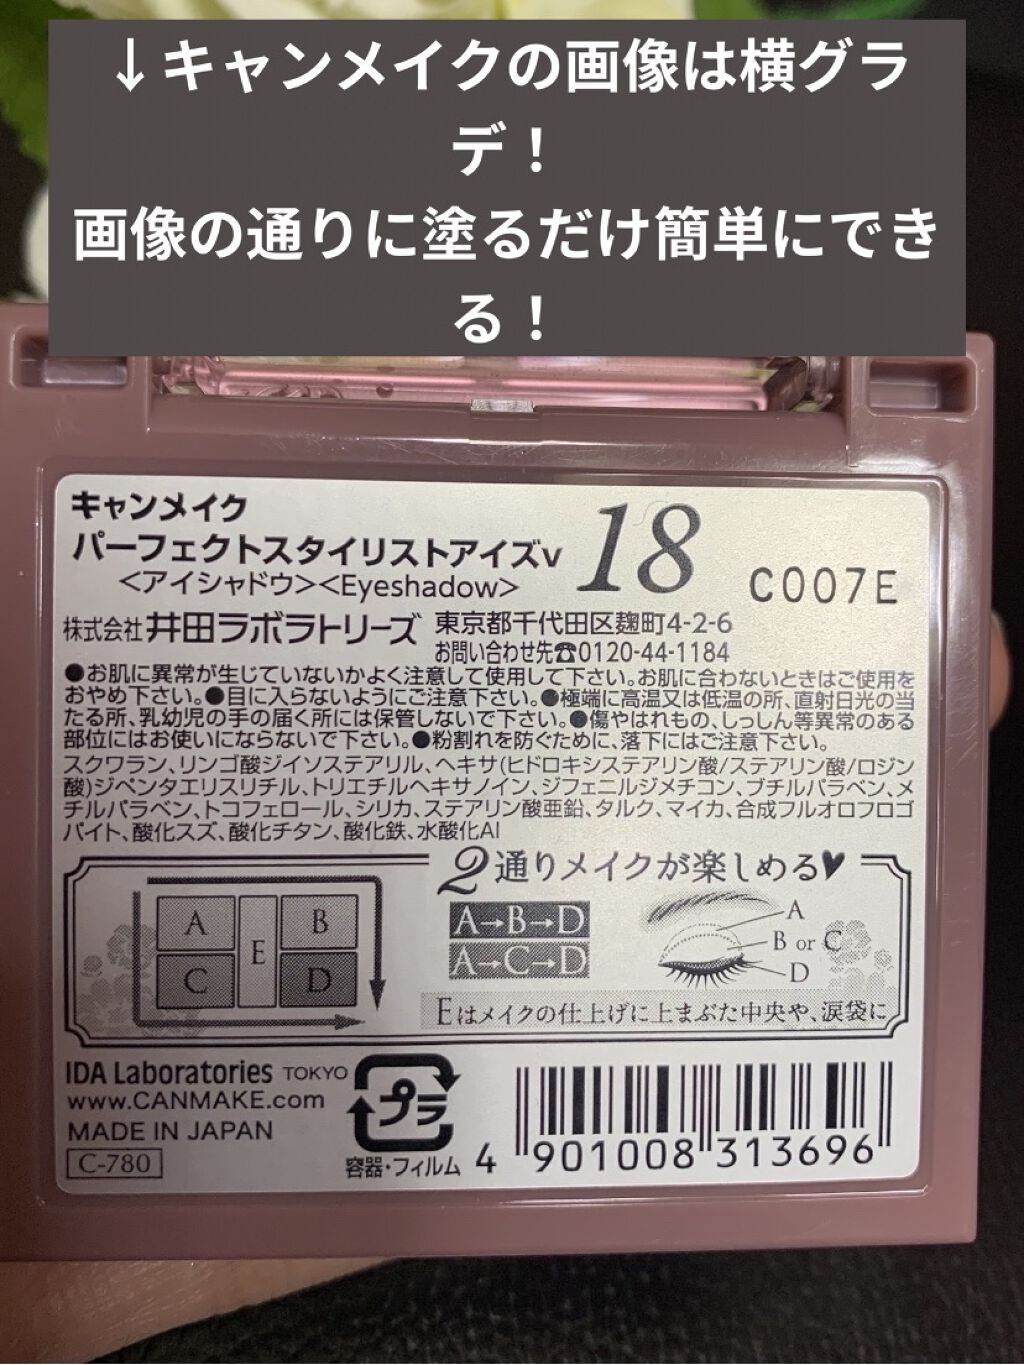 ↓キャンメイクの画像は横グラ
デ！
画像の通りに塗るだけ簡単にでき
る！
キャンメイク
パーフェクトスタイリストアイズv
18
C007E
<アイシャドウ><Eyeshadow>
株式会社 井田ラボラトリーズ 東京都千代田区麹町4-2-6
お問い合わせ先☎0120-44-1184
●お肌に異常が生じていないかよく注意して使用して下さい。お肌に合わないときはご使用を
おやめ下さい。●目に入らないようにご注意下さい。●極端に高温又は低温の所、直射日光の当
たる所、乳幼児の手の届く所には保管しないで下さい。●傷やはれもの、しっしん等異常のある
部位にはお使いにならないで下さい。●粉割れを防ぐために、落下にはご注意下さい。
スクワラン、リンゴ酸ジイソステアリル、ヘキサ(ヒドロキシステアリン酸/ステアリン酸/ロジン
酸)ジペンタエリスリチル、トリエチルヘキサノイン、ジフェニルジメチコン、ブチルパラベン、メ
チルパラベン、トコフェロール、シリカ、ステアリン酸亜鉛、タルク、マイカ、合成フルオロフロゴ
パイト、酸化スズ、酸化チタン、酸化鉄、水酸化Al
2通りメイクが楽しめる♥
A
B
E
C
D
A→B→D
A→C→D
A
B or C
D
Eはメイクの仕上げに上まぶた中央や、涙袋に
IDA Laboratories TOKYO
www.CANMAKE.com
MADE IN JAPAN
C-780
プラ
容器・フィルム
4 901008 313696